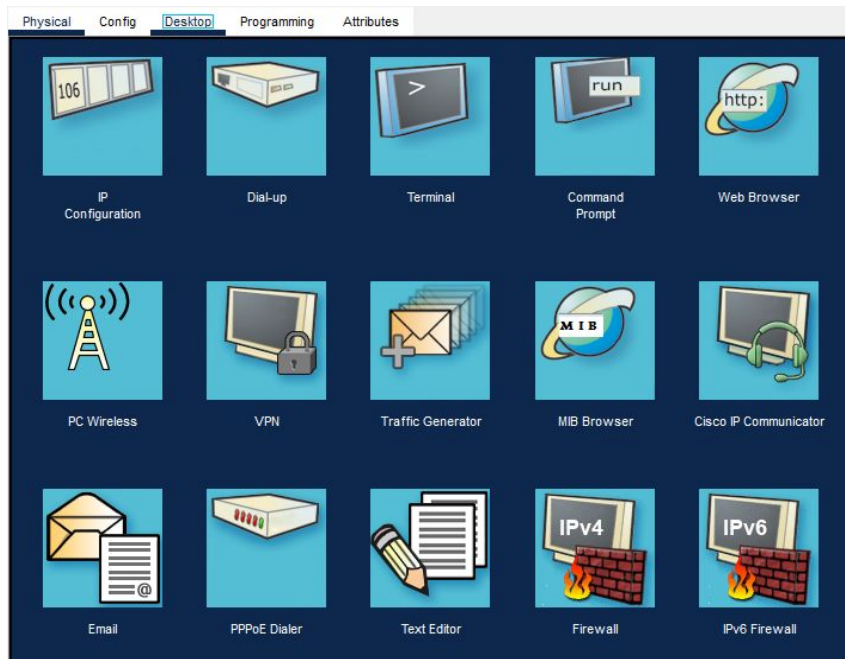 Physical Config Desktop Programming Attributes
106
>
run
http:
IP
Configuration
Dial-up
Terminal
Command
Prompt
Web Browser
MIB
PC Wireless
VPN
Traffic Generator
MIB Browser
Cisco IP Communicator
@
IPv4
IPv6
Email
PPPoE Dialer
Text Editor
Firewall
IPv6 Firewall